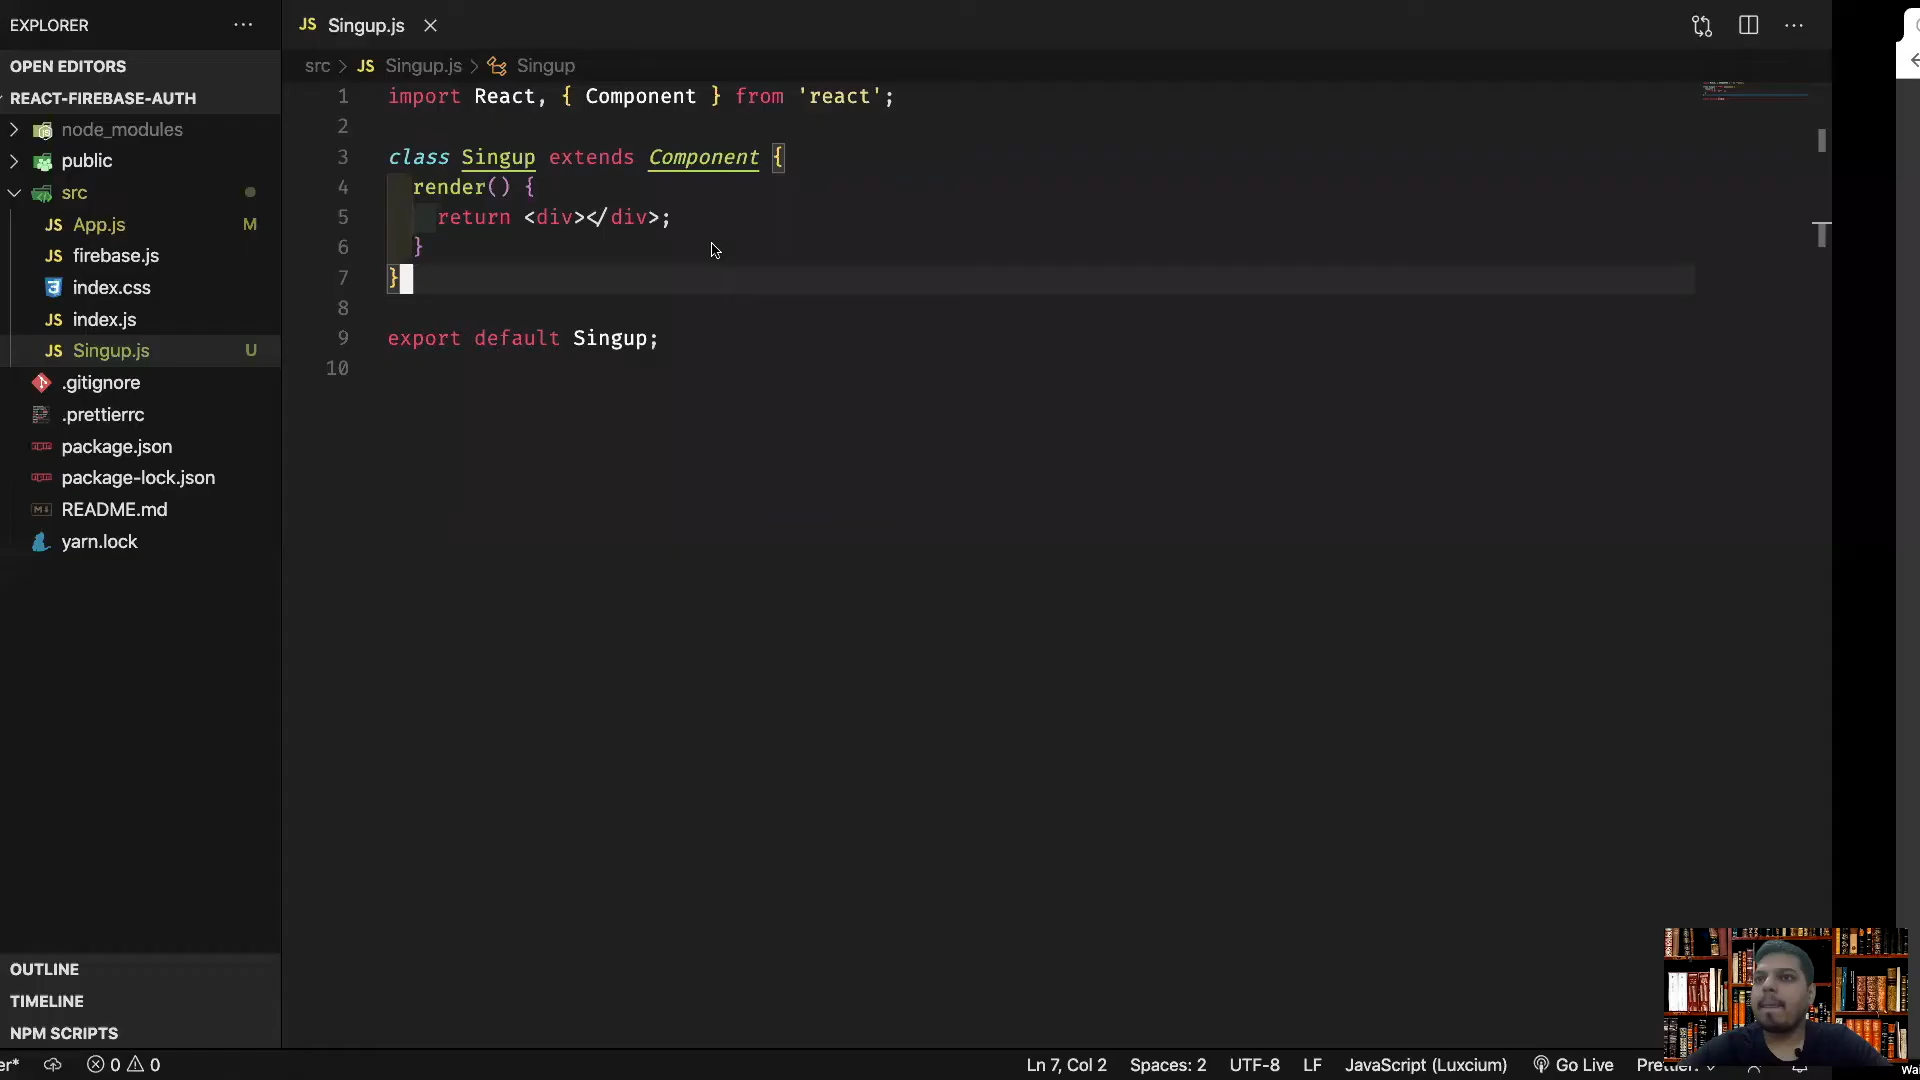 EXPLORER
OPEN EDITORS
REACT-FIREBASE-AUTH
node_modules
public
src
JS App.js M
JS firebase.js
index.css
JS index.js
JS Singup.js U
.gitignore
.prettierrc
package.json
package-lock.json
README.md
yarn.lock
OUTLINE
TIMELINE
NPM SCRIPTS
JS Singup.js
src > JS Singup.js > Singup
1 import React, { Component } from 'react';
2
3 class Singup extends Component {
4 render() {
5 return <div></div>;
6 }
7 }
8
9 export default Singup;
10
er* 0 0
Ln 7, Col 2 Spaces: 2 UTF-8 LF JavaScript (Luxcium) Go Live